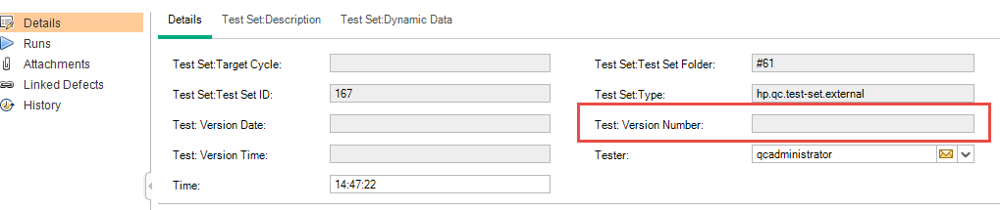 Details
Runs
Attachments
Linked Defects
History
Details Test Set:Description Test Set:Dynamic Data
Test Set:Target Cycle: Test Set:Test Set Folder: #61
Test Set:Test Set ID: 167 Test Set:Type: hp.qc.test-set.external
Test: Version Date: Test: Version Number:
Test: Version Time: Tester: qcadministrator
Time: 14:47:22